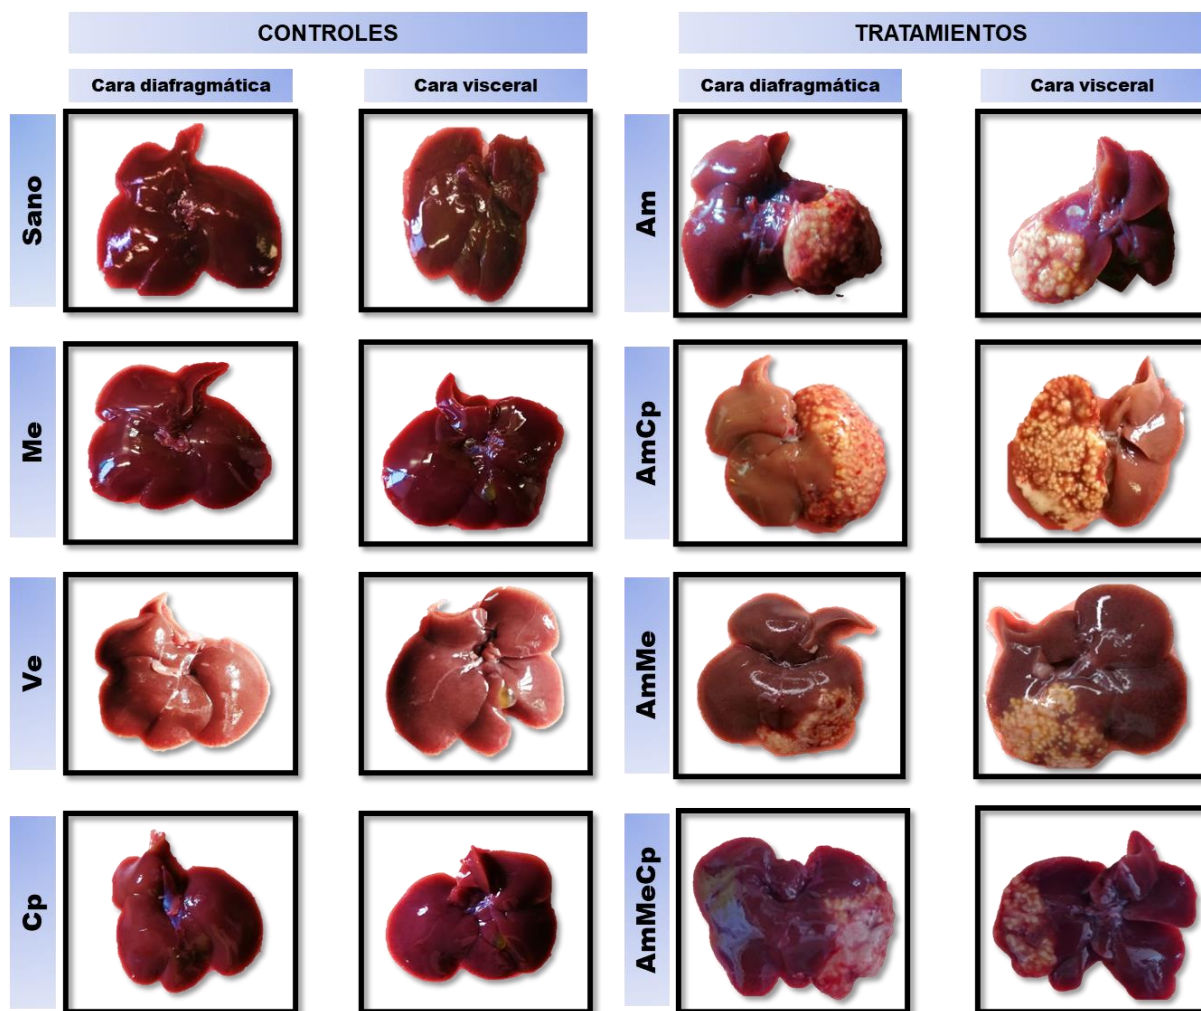 CONTROLES
TRATAMIENTOS
Cara diafragmática
Cara visceral
Cara diafragmática
Cara visceral
Sano
Am
Me
AmCp
Ve
AmMe
Cp
AmMeCp